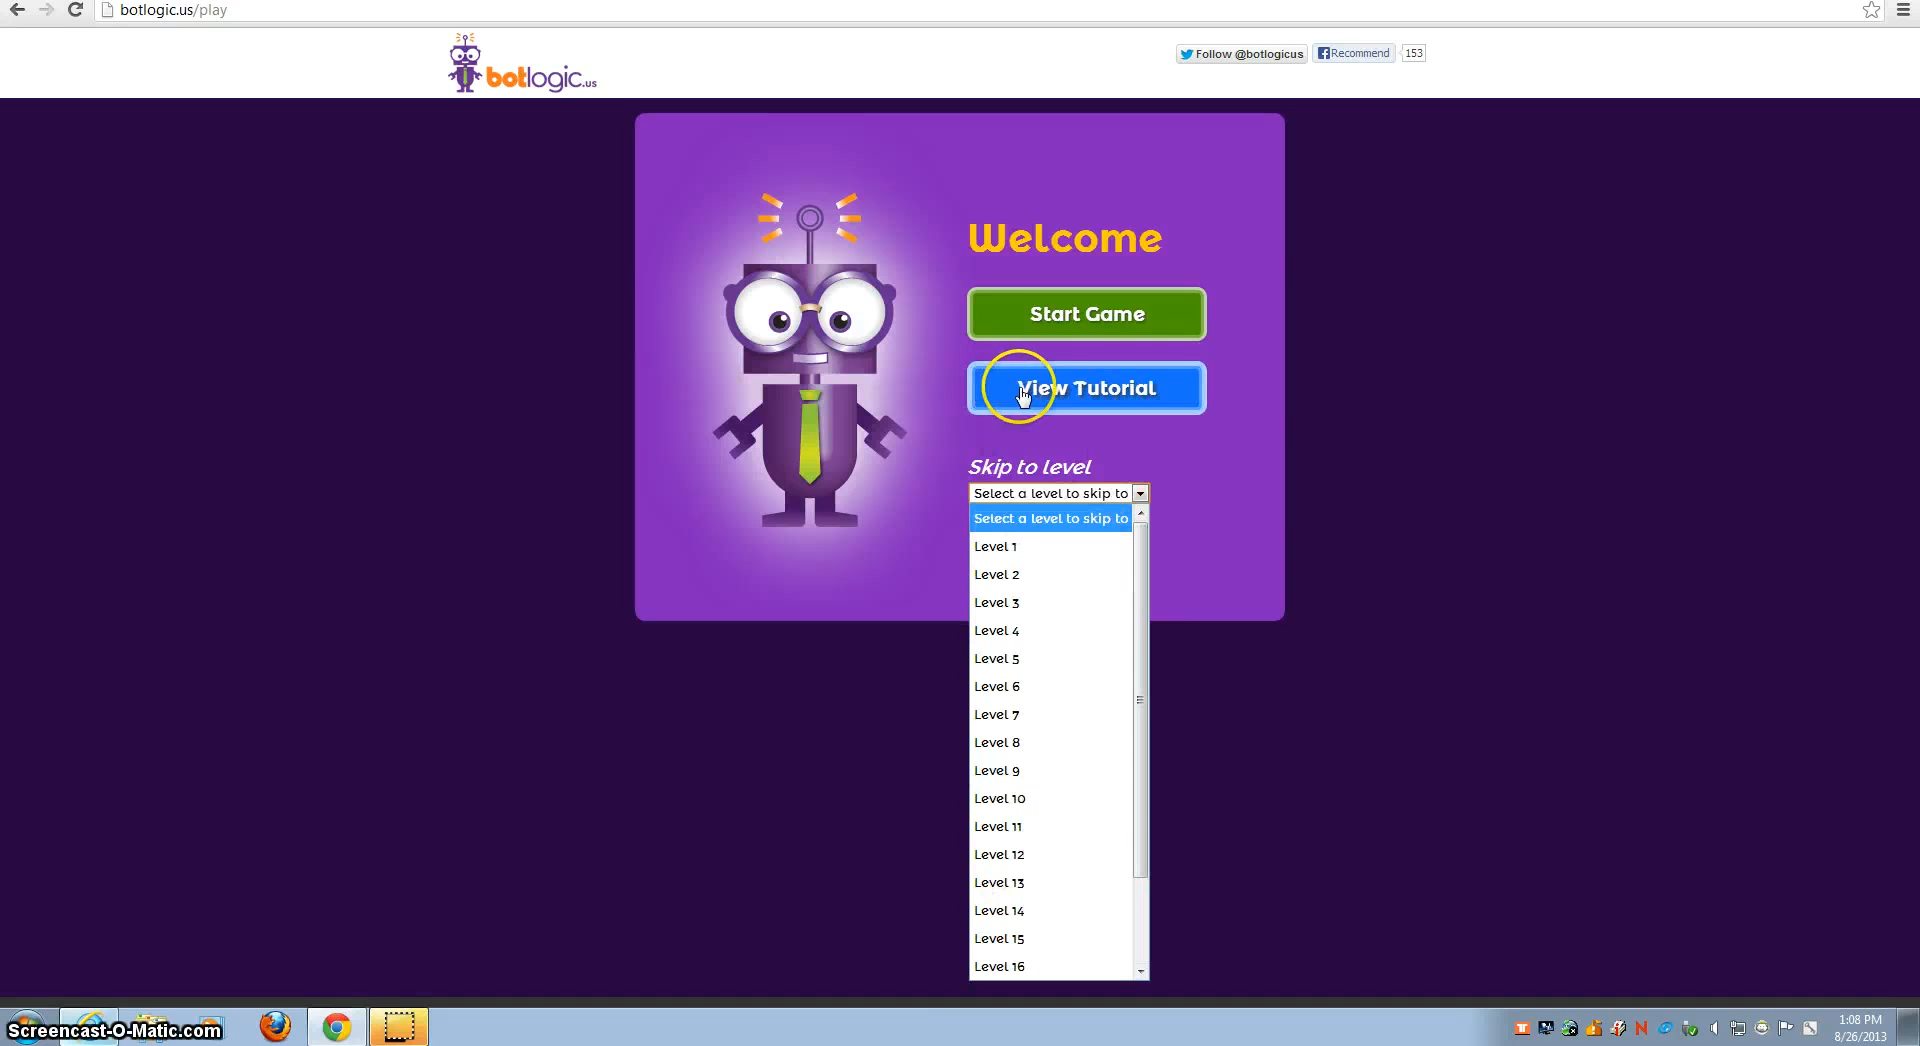 botlogic.us/play
botlogic.us
Follow @botlogicus
Recommend
153
Welcome
Start Game
View Tutorial
Skip to level
Select a level to skip to
Select a level to skip to
Level 1
Level 2
Level 3
Level 4
Level 5
Level 6
Level 7
Level 8
Level 9
Level 10
Level 11
Level 12
Level 13
Level 14
Level 15
Level 16
Screencast-O-Matic.com
1:08 PM
8/26/2013